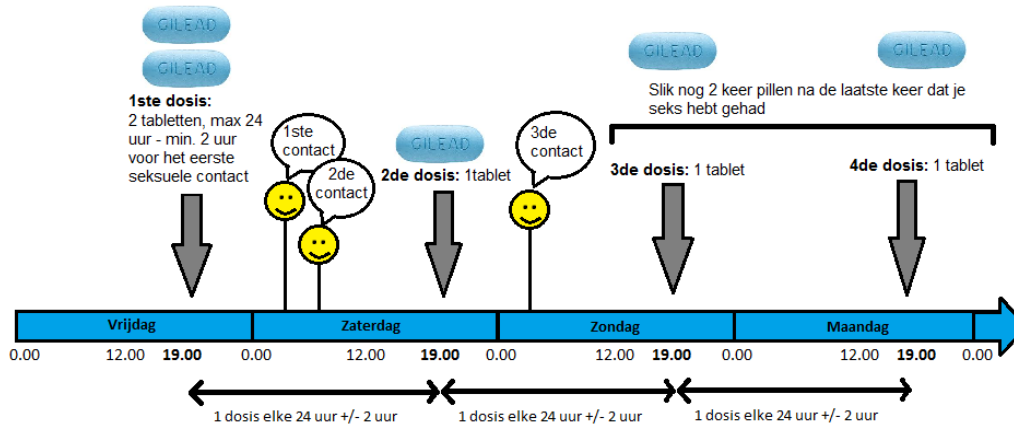 GILEAD
GILEAD
1ste dosis:
2 tabletten, max 24
uur - min. 2 uur
voor het eerste
seksuele contact
1ste
contact
2de
contact
GILEAD
2de dosis: 1tablet
3de
contact
GILEAD
GILEAD
Slik nog 2 keer pillen na de laatste keer dat je
seks hebt gehad
3de dosis: 1 tablet
4de dosis: 1 tablet
Vrijdag Zaterdag Zondag Maandag
0.00 12.00 19.00 0.00 12.00 19.00 0.00 12.00 19.00 0.00 12.00 19.00 0.00
1 dosis elke 24 uur +/- 2 uur 1 dosis elke 24 uur +/- 2 uur 1 dosis elke 24 uur +/- 2 uur